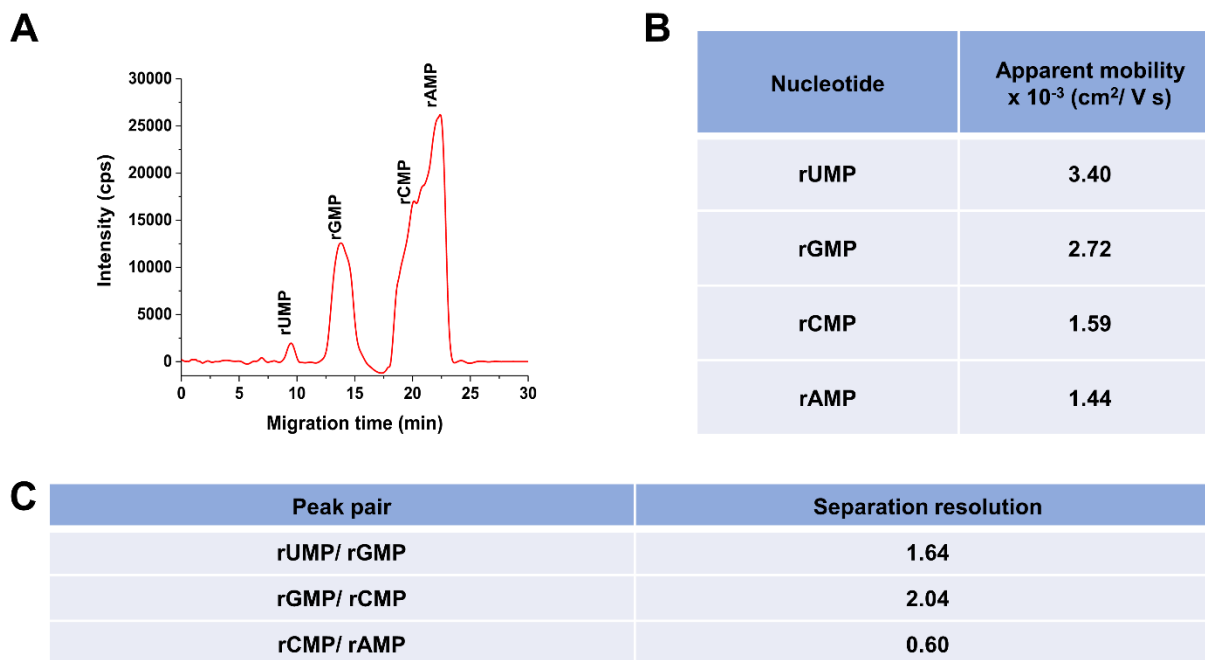 A
30000
25000
20000
15000
10000
5000
0
Intensity (cps)
rUMP
rGMP
rCMP
rAMP
0 5 10 15 20 25 30
Migration time (min)
B
Nucleotide
Apparent mobility
x 10⁻³ (cm²/ V s)
rUMP 3.40
rGMP 2.72
rCMP 1.59
rAMP 1.44
C
Peak pair Separation resolution
rUMP/ rGMP 1.64
rGMP/ rCMP 2.04
rCMP/ rAMP 0.60